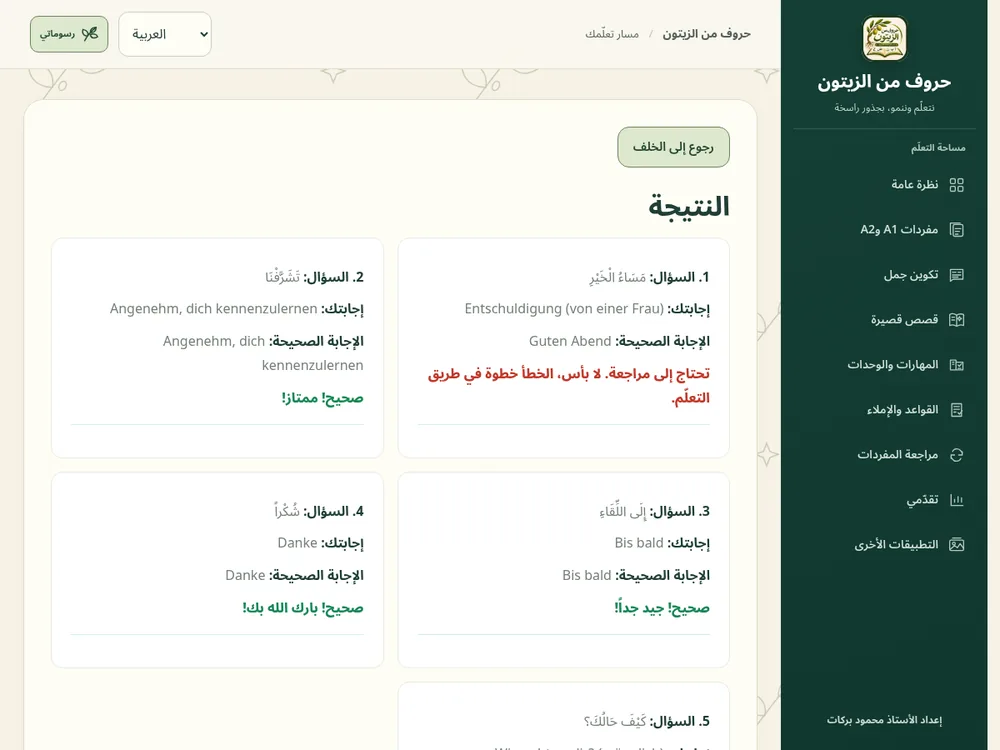 حروف من الزيتون
نتعلّم وننمو، بجذور راسخة
مساحة التعلّم
نظرة عامة
مفردات A1 وA2
تكوين جمل
قصص قصيرة
المهارات والوحدات
القواعد والإملاء
مراجعة المفردات
تقدّمي
التطبيقات الأخرى
إعداد الأستاذ محمود بركات
حروف من الزيتون / مسار تعلّمك
العربية
رسوماتي
رجوع إلى الخلف
النتيجة
1. السؤال: مَسَاءُ الْخَيْرِ
إجابتك: Entschuldigung (von einer Frau)
الإجابة الصحيحة: Guten Abend
تحتاج إلى مراجعة. لا بأس، الخطأ خطوة في طريق
التعلّم.
2. السؤال: تَشَرَّفْنَا
إجابتك: Angenehm, dich kennenzulernen
الإجابة الصحيحة: Angenehm, dich
kennenzulernen
صحيح! ممتاز!
3. السؤال: إِلَى اللِّقَاءِ
إجابتك: Bis bald
الإجابة الصحيحة: Bis bald
صحيح! جيد جداً!
4. السؤال: شُكْراً
إجابتك: Danke
الإجابة الصحيحة: Danke
صحيح! بارك الله بك!
5. السؤال: كَيْفَ حَالُكَ؟